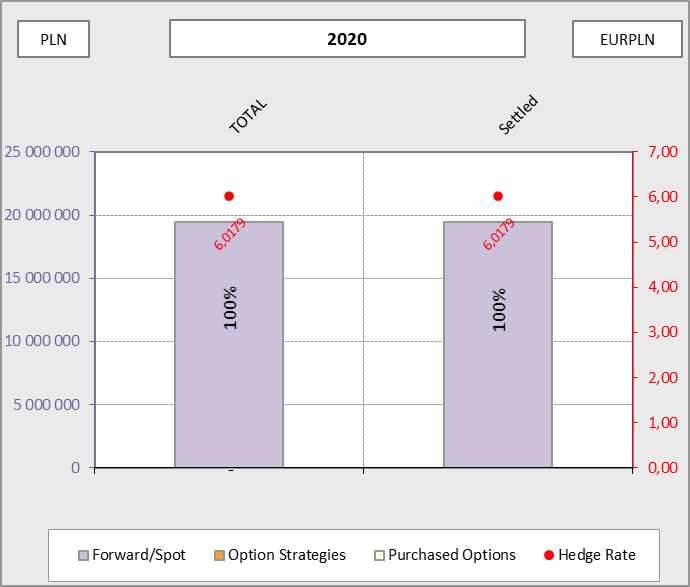 PLN
2020
EURPLN
TOTAL
Settled
25 000 000
20 000 000
15 000 000
10 000 000
5 000 000
0
7,00
6,00
5,00
4,00
3,00
2,00
1,00
0,00
6,0179
6,0179
100%
100%
-
Forward/Spot
Option Strategies
Purchased Options
Hedge Rate